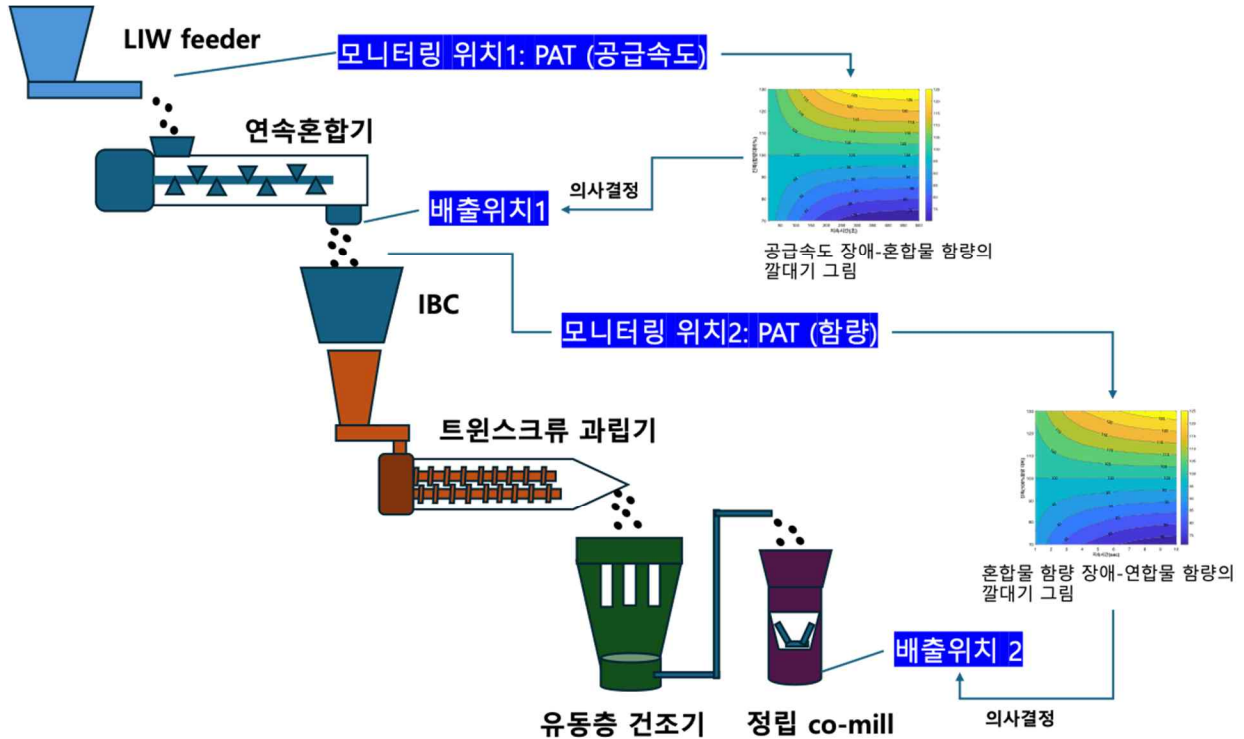 LIW feeder
모니터링 위치1: PAT (공급속도)
연속혼합기
의사결정
배출위치1
공급속도 장애-혼합물 함량의
깔대기 그림
IBC
모니터링 위치2: PAT (함량)
트윈스크류 과립기
혼합물 함량 장애-연합물 함량의
깔대기 그림
배출위치 2
의사결정
유동층 건조기
정립 co-mill